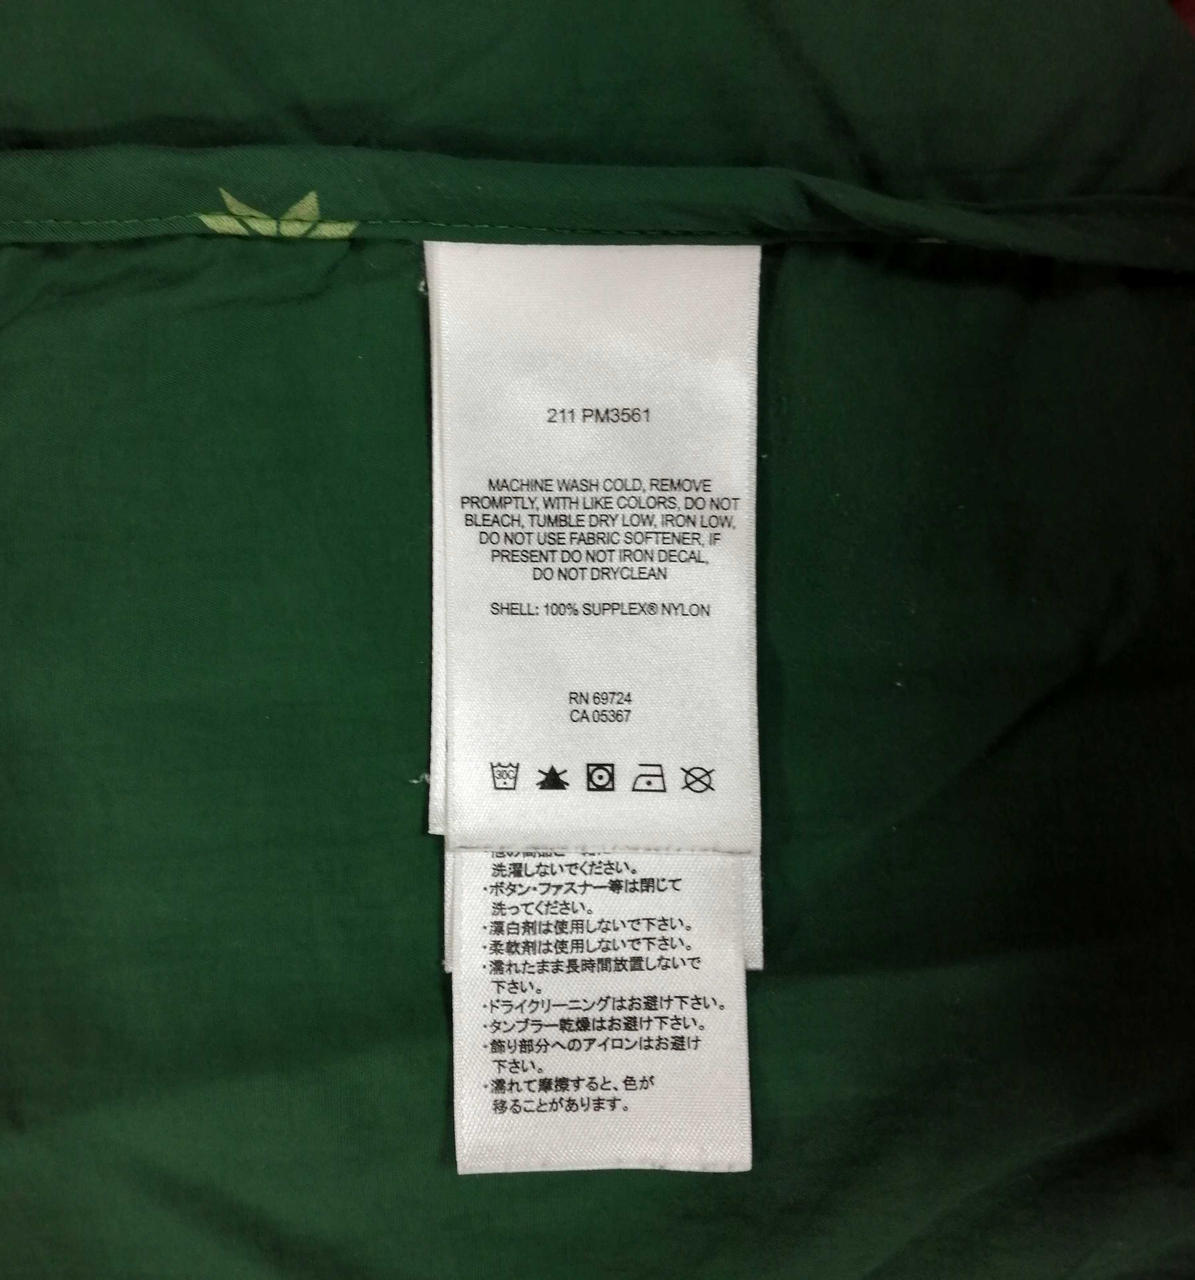 211 PM3561
MACHINE WASH COLD, REMOVE
PROMPTLY, WITH LIKE COLORS, DO NOT
BLEACH, TUMBLE DRY LOW, IRON LOW,
DO NOT USE FABRIC SOFTENER, IF
PRESENT DO NOT IRON DECAL,
DO NOT DRYCLEAN
SHELL: 100% SUPPLEX® NYLON
RN 69724
CA 05367
30C
洗濯しないでください。
・ボタン・ファスナー等は閉じて
洗ってください。
・漂白剤は使用しないで下さい。
・柔軟剤は使用しないで下さい。
・濡れたまま長時間放置しないで
下さい。
・ドライクリーニングはお避け下さい。
・タンブラー乾燥はお避け下さい。
・飾り部分へのアイロンはお避け
下さい。
・濡れて摩擦すると、色が
移ることがあります。